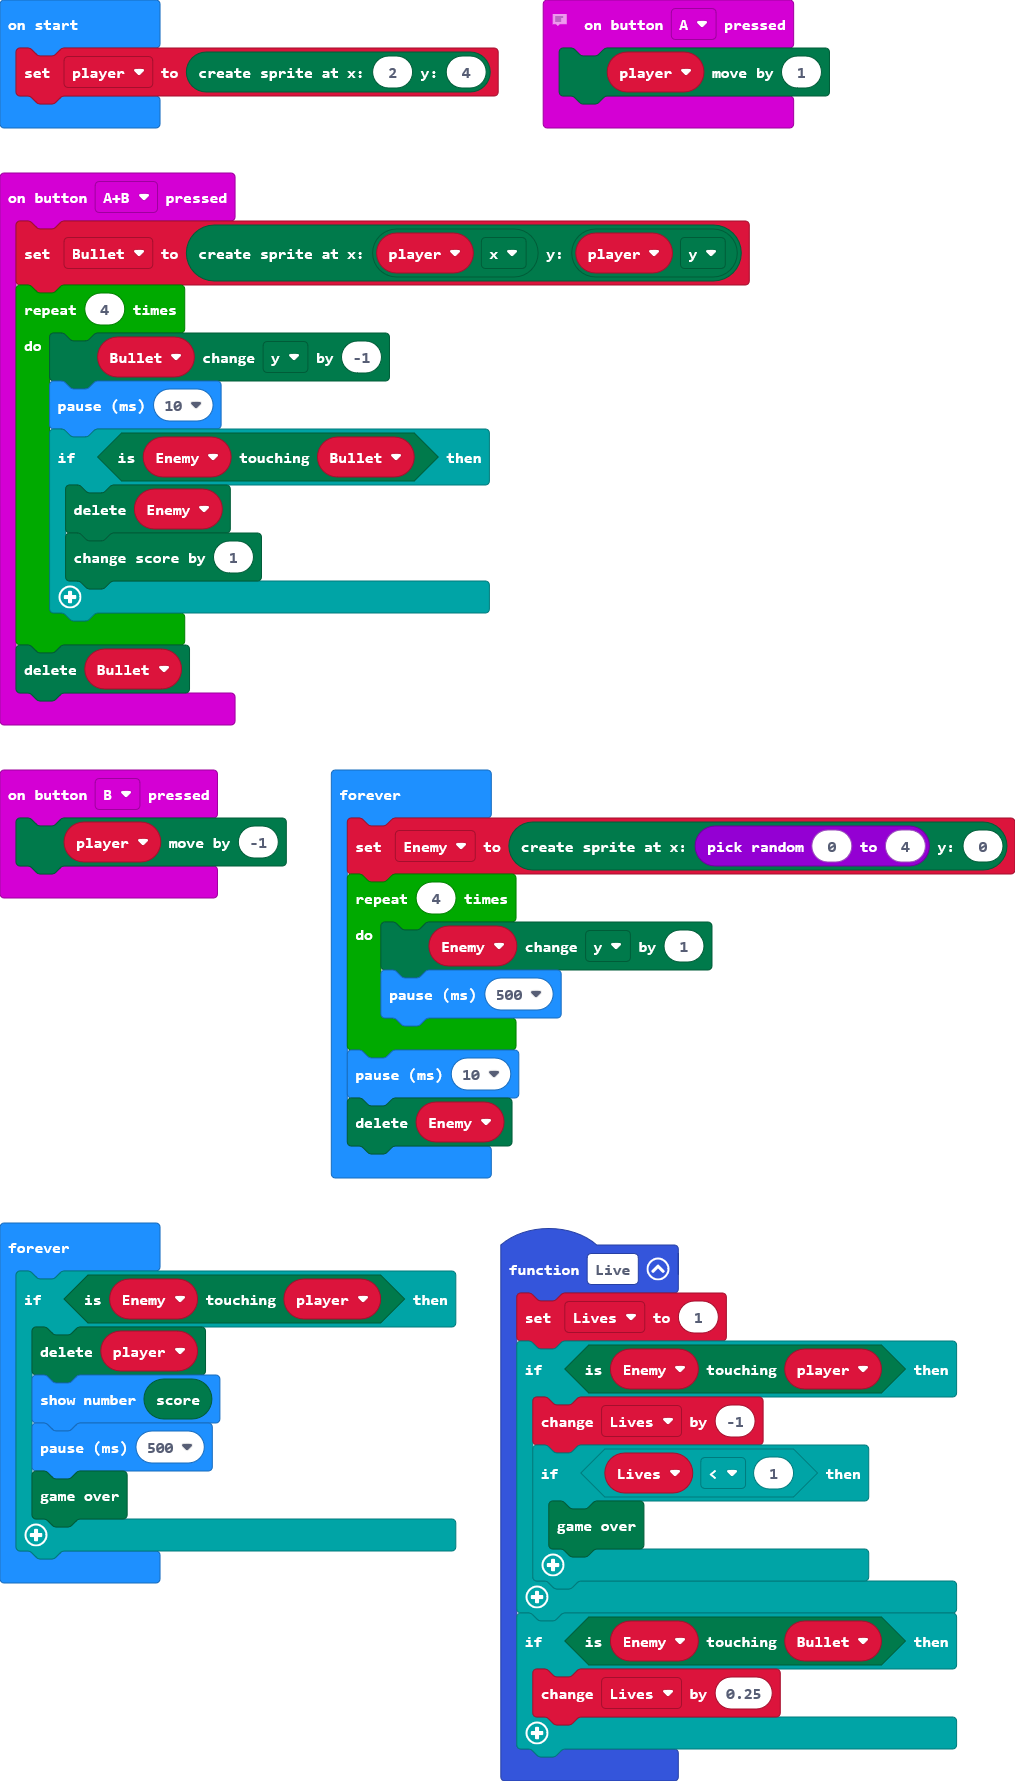 on start
set player to create sprite at x: 2 y: 4
on button A pressed
player move by 1
on button A+B pressed
set Bullet to create sprite at x: player x y: player y
repeat 4 times
do
Bullet change y by -1
pause (ms) 10
if is Enemy touching Bullet then
delete Enemy
change score by 1
delete Bullet
on button B pressed
player move by -1
forever
set Enemy to create sprite at x: pick random 0 to 4 y: 0
repeat 4 times
do
Enemy change y by 1
pause (ms) 500
pause (ms) 10
delete Enemy
forever
if is Enemy touching player then
delete player
show number score
pause (ms) 500
game over
function Live
set Lives to 1
if is Enemy touching player then
change Lives by -1
if Lives < 1 then
game over
if is Enemy touching Bullet then
change Lives by 0.25